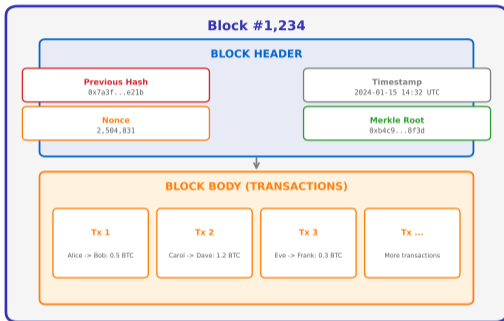 Block #1,234
BLOCK HEADER
Previous Hash
0x7a3f...e21b
Timestamp
2024-01-15 14:32 UTC
Nonce
2,504,831
Merkle Root
0xb4c9...8f3d
BLOCK BODY (TRANSACTIONS)
Tx 1
Alice -> Bob: 0.5 BTC
Tx 2
Carol -> Dave: 1.2 BTC
Tx 3
Eve -> Frank: 0.3 BTC
Tx ...
More transactions